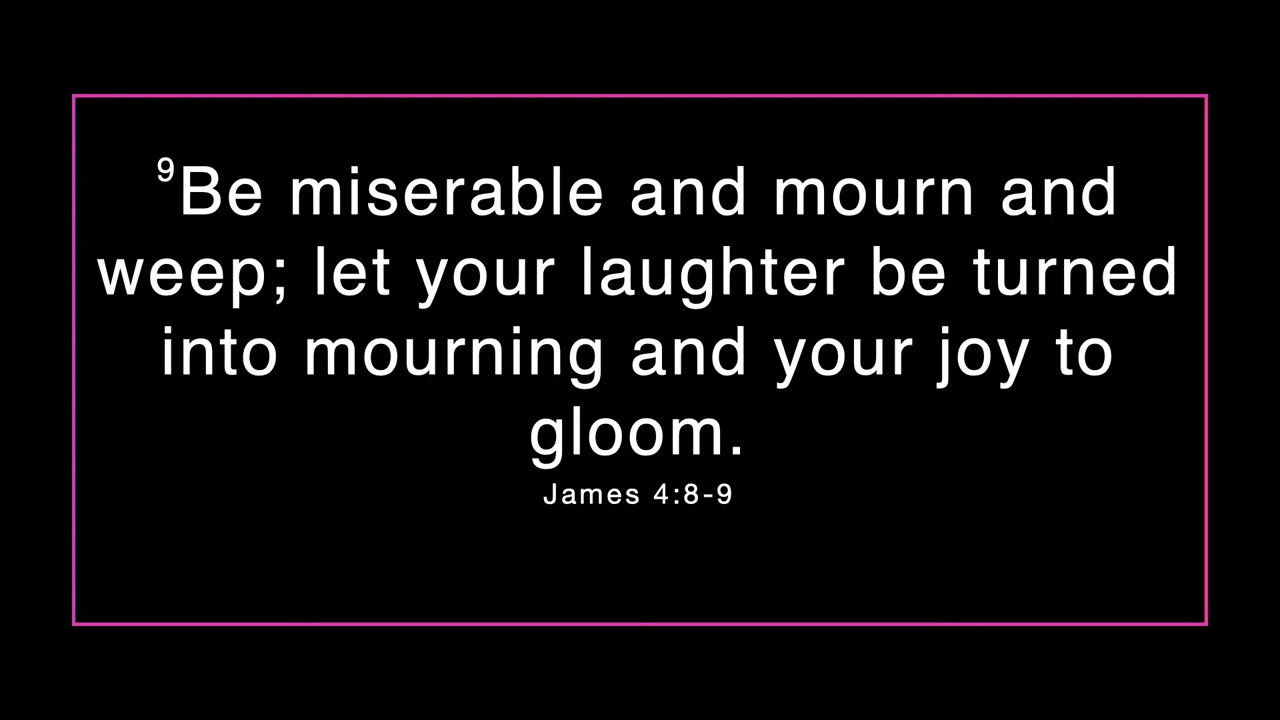 ⁹Be miserable and mourn and
weep; let your laughter be turned
into mourning and your joy to
gloom.
James 4:8-9